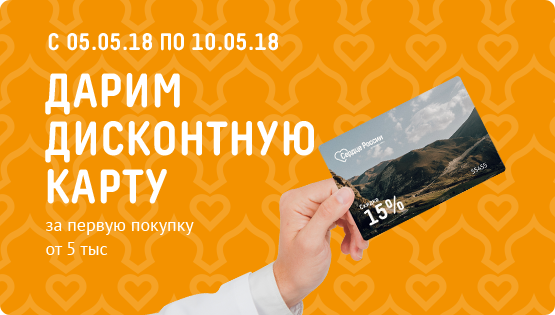 С 05.05.18 ПО 10.05.18
ДАРИМ
ДИСКОНТНУЮ
КАРТУ
за первую покупку
от 5 тыс
Сердце России
55455
СКИДКА
15%